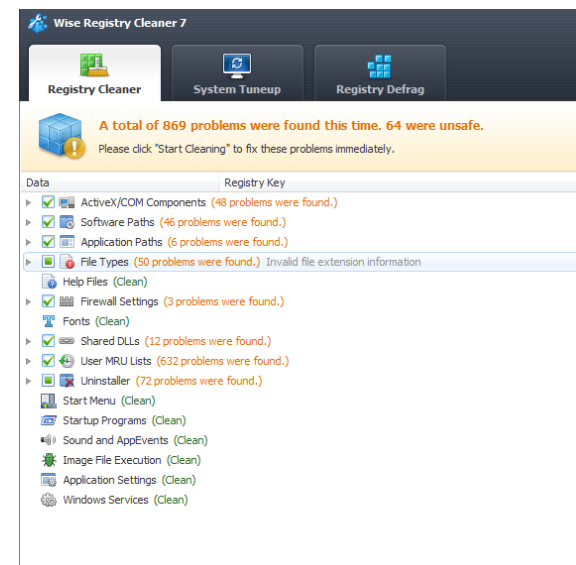 Wise Registry Cleaner 7
Registry Cleaner System Tuneup Registry Defrag
A total of 869 problems were found this time. 64 were unsafe.
Please click "Start Cleaning" to fix these problems immediately.
Data Registry Key
ActiveX/COM Components (48 problems were found.)
Software Paths (46 problems were found.)
Application Paths (6 problems were found.)
File Types (50 problems were found.) Invalid file extension information
Help Files (Clean)
Firewall Settings (3 problems were found.)
Fonts (Clean)
Shared DLLs (12 problems were found.)
User MRU Lists (632 problems were found.)
Uninstaller (72 problems were found.)
Start Menu (Clean)
Startup Programs (Clean)
Sound and AppEvents (Clean)
Image File Execution (Clean)
Application Settings (Clean)
Windows Services (Clean)